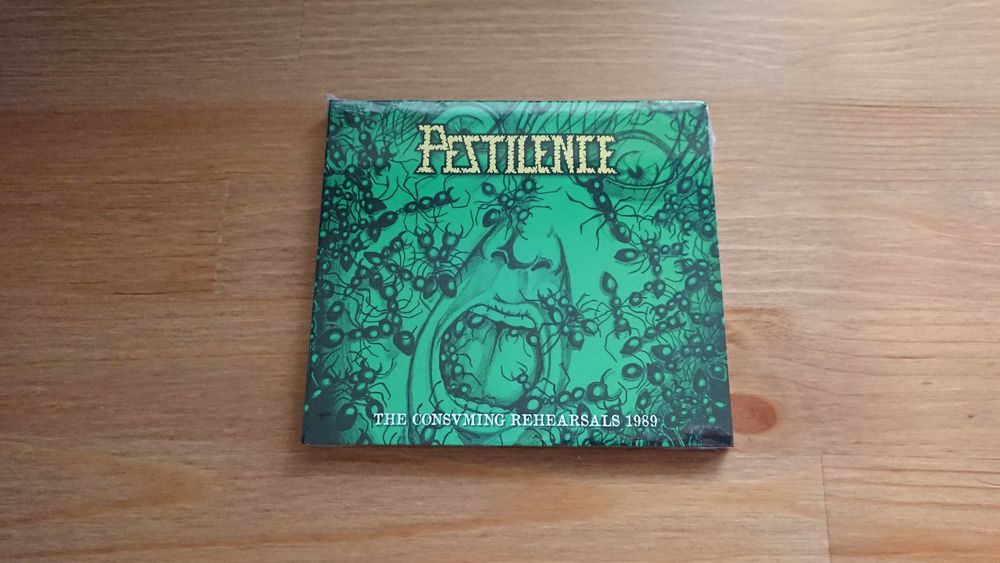 PESTILENCE
THE CONSVMING REHEARSALS 1989